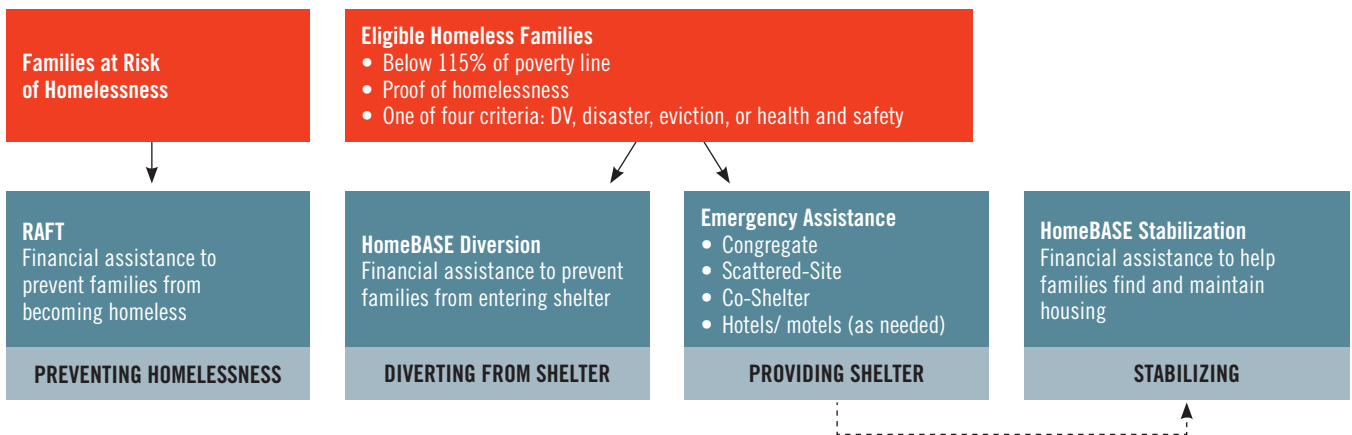 Families at Risk
of Homelessness
Eligible Homeless Families
• Below 115% of poverty line
• Proof of homelessness
• One of four criteria: DV, disaster, eviction, or health and safety
RAFT
Financial assistance to
prevent families from
becoming homeless
PREVENTING HOMELESSNESS
HomeBASE Diversion
Financial assistance to prevent
families from entering shelter
DIVERTING FROM SHELTER
Emergency Assistance
• Congregate
• Scattered-Site
• Co-Shelter
• Hotels/ motels (as needed)
PROVIDING SHELTER
HomeBASE Stabilization
Financial assistance to help
families find and maintain
housing
STABILIZING